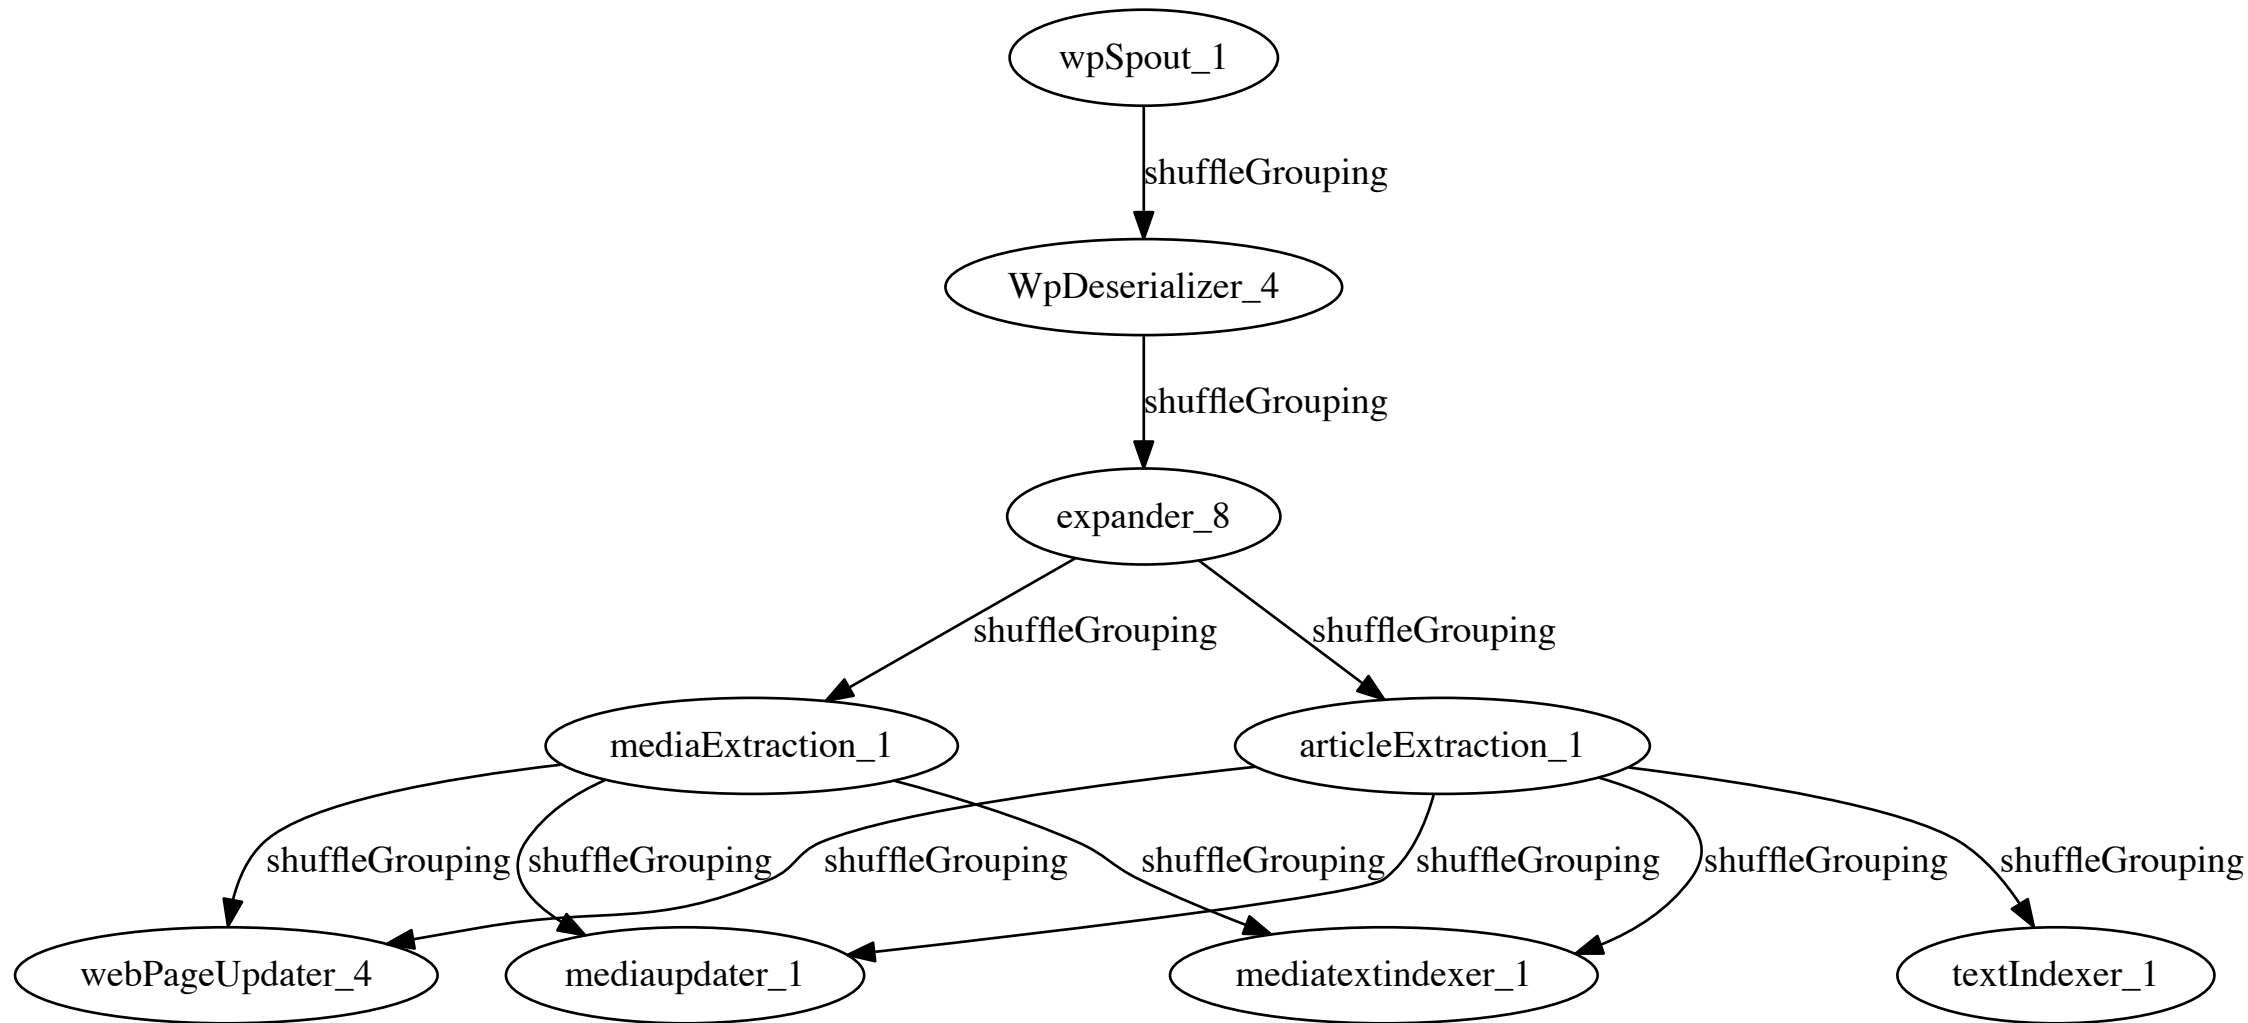 wpSpout_1
shuffleGrouping
WpDeserializer_4
shuffleGrouping
expander_8
shuffleGrouping
shuffleGrouping
mediaExtraction_1
articleExtraction_1
shuffleGrouping
shuffleGrouping
shuffleGrouping
shuffleGrouping
shuffleGrouping
shuffleGrouping
shuffleGrouping
webPageUpdater_4
mediaupdater_1
mediatextindexer_1
textIndexer_1